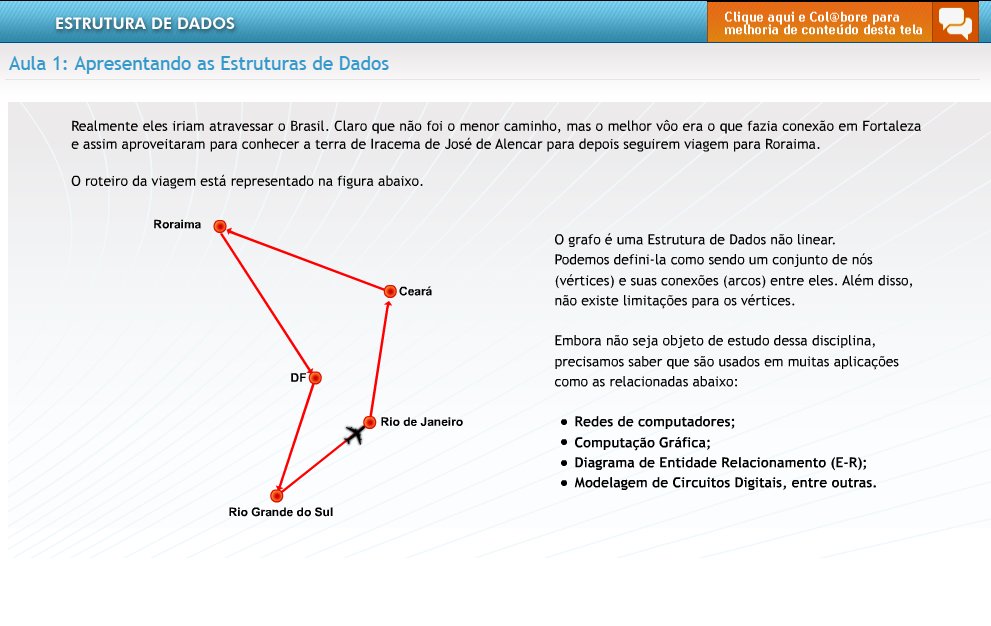 ESTRUTURA DE DADOS
Clique aqui e Col@bore para
melhoria de conteúdo desta tela
Aula 1: Apresentando as Estruturas de Dados
Realmente eles iriam atravessar o Brasil. Claro que não foi o menor caminho, mas o melhor vôo era o que fazia conexão em Fortaleza
e assim aproveitaram para conhecer a terra de Iracema de José de Alencar para depois seguirem viagem para Roraima.
O roteiro da viagem está representado na figura abaixo.
Roraima
Ceará
DF
Rio de Janeiro
Rio Grande do Sul
O grafo é uma Estrutura de Dados não linear.
Podemos defini-la como sendo um conjunto de nós
(vértices) e suas conexões (arcos) entre eles. Além disso,
não existe limitações para os vértices.
Embora não seja objeto de estudo dessa disciplina,
precisamos saber que são usados em muitas aplicações
como as relacionadas abaixo:
• Redes de computadores;
• Computação Gráfica;
• Diagrama de Entidade Relacionamento (E-R);
• Modelagem de Circuitos Digitais, entre outras.